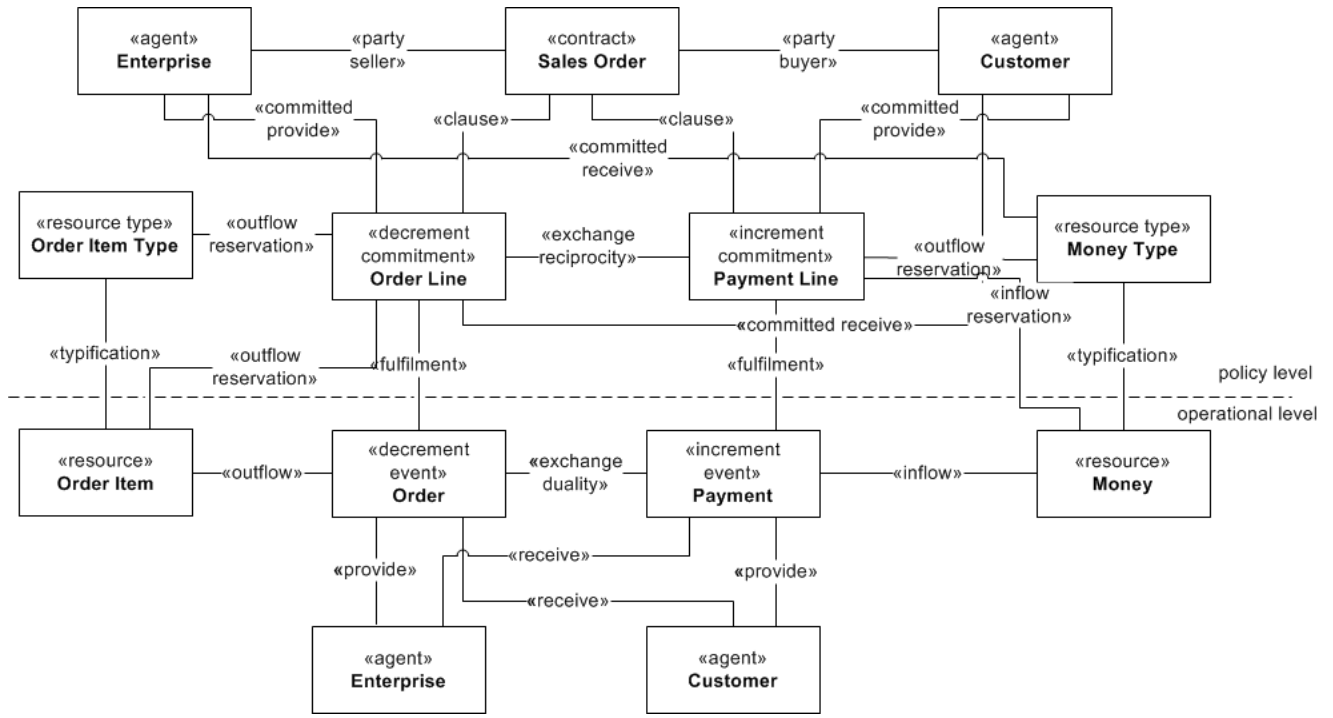 «agent»
Enterprise
«party
seller»
«contract»
Sales Order
«party
buyer»
«agent»
Customer
«committed
provide»
«clause»
«clause»
«committed
provide»
«committed
receive»
«resource type»
Order Item Type
«outflow
reservation»
«decrement
commitment»
Order Line
«exchange
reciprocity»
«increment
commitment»
Payment Line
«outflow
reservation»
«resource type»
Money Type
«inflow
reservation»
«committed receive»
«typification»
«outflow
reservation»
«fulfilment»
«fulfilment»
«typification»
policy level
operational level
«resource»
Order Item
«outflow»
«decrement
event»
Order
«exchange
duality»
«increment
event»
Payment
«inflow»
«resource»
Money
«receive»
«provide»
«provide»
«receive»
«agent»
Enterprise
«agent»
Customer